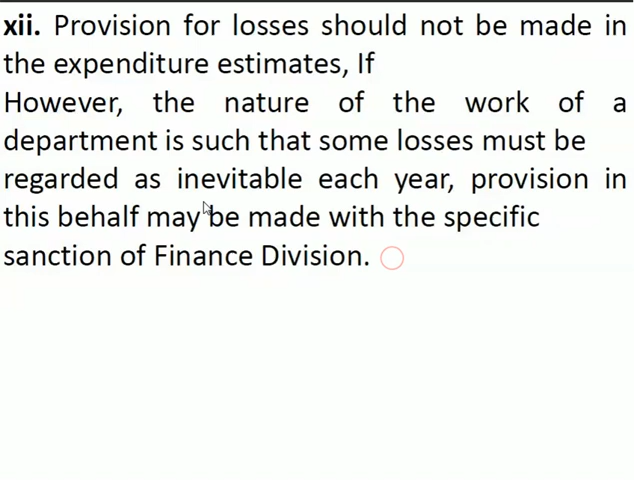 xii. Provision for losses should not be made in
the expenditure estimates, If
However, the nature of the work of a
department is such that some losses must be
regarded as inevitable each year, provision in
this behalf may be made with the specific
sanction of Finance Division.